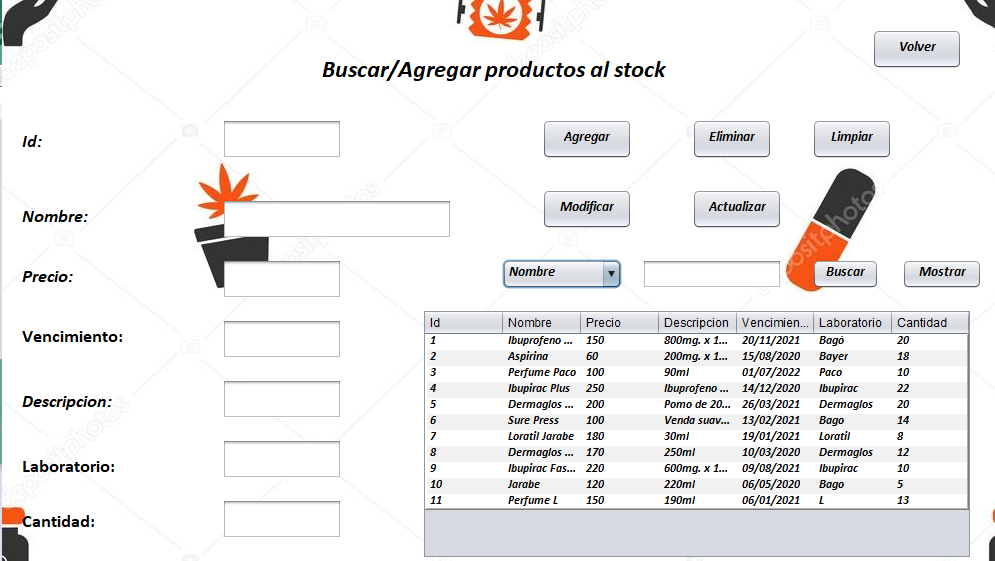 Volver
Buscar/Agregar productos al stock
Id:
Agregar Eliminar Limpiar
Nombre:
Modificar Actualizar
Precio:
Nombre Buscar Mostrar
Vencimiento:
Descripcion:
Laboratorio:
Cantidad:
Id Nombre Precio Descripcion Vencimien... Laboratorio Cantidad
1 Ibuprofeno ... 150 800mg. x 1... 20/11/2021 Bagó 20
2 Aspirina 60 200mg. x 1... 15/08/2020 Bayer 18
3 Perfume Paco 100 90ml 01/07/2022 Paco 10
4 Ibupirac Plus 250 Ibuprofeno ... 14/12/2020 Ibupirac 22
5 Dermaglos ... 200 Pomo de 20... 26/03/2021 Dermaglos 20
6 Sure Press 100 Venda suav... 13/02/2021 Bago 14
7 Loratil Jarabe 180 30ml 19/01/2021 Loratil 8
8 Dermaglos ... 170 250ml 10/03/2020 Dermaglos 12
9 Ibupirac Fas... 220 600mg. x 1... 09/08/2021 Ibupirac 10
10 Jarabe 120 220ml 06/05/2020 Bago 5
11 Perfume L 150 190ml 06/01/2021 L 13